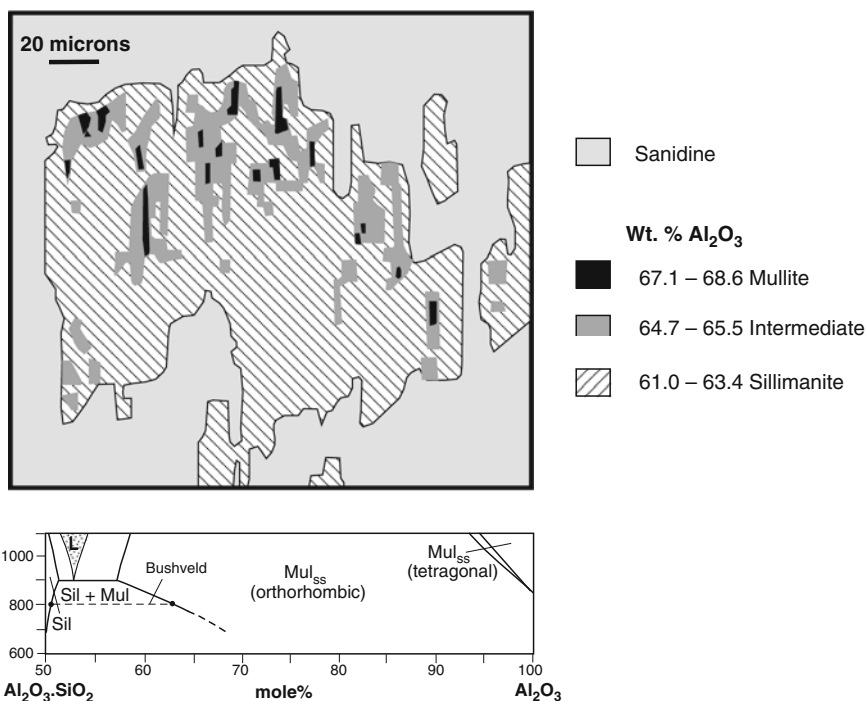 20 microns
Sanidine
Wt. % Al₂O₃
67.1 – 68.6 Mullite
64.7 – 65.5 Intermediate
61.0 – 63.4 Sillimanite
1000
800
600
L
Bushveld
Sil + Mul
Sil
Mulₛₛ
(orthorhombic)
Mulₛₛ
(tetragonal)
50 60 70 80 90 100
Al₂O₃.SiO₂ mole% Al₂O₃